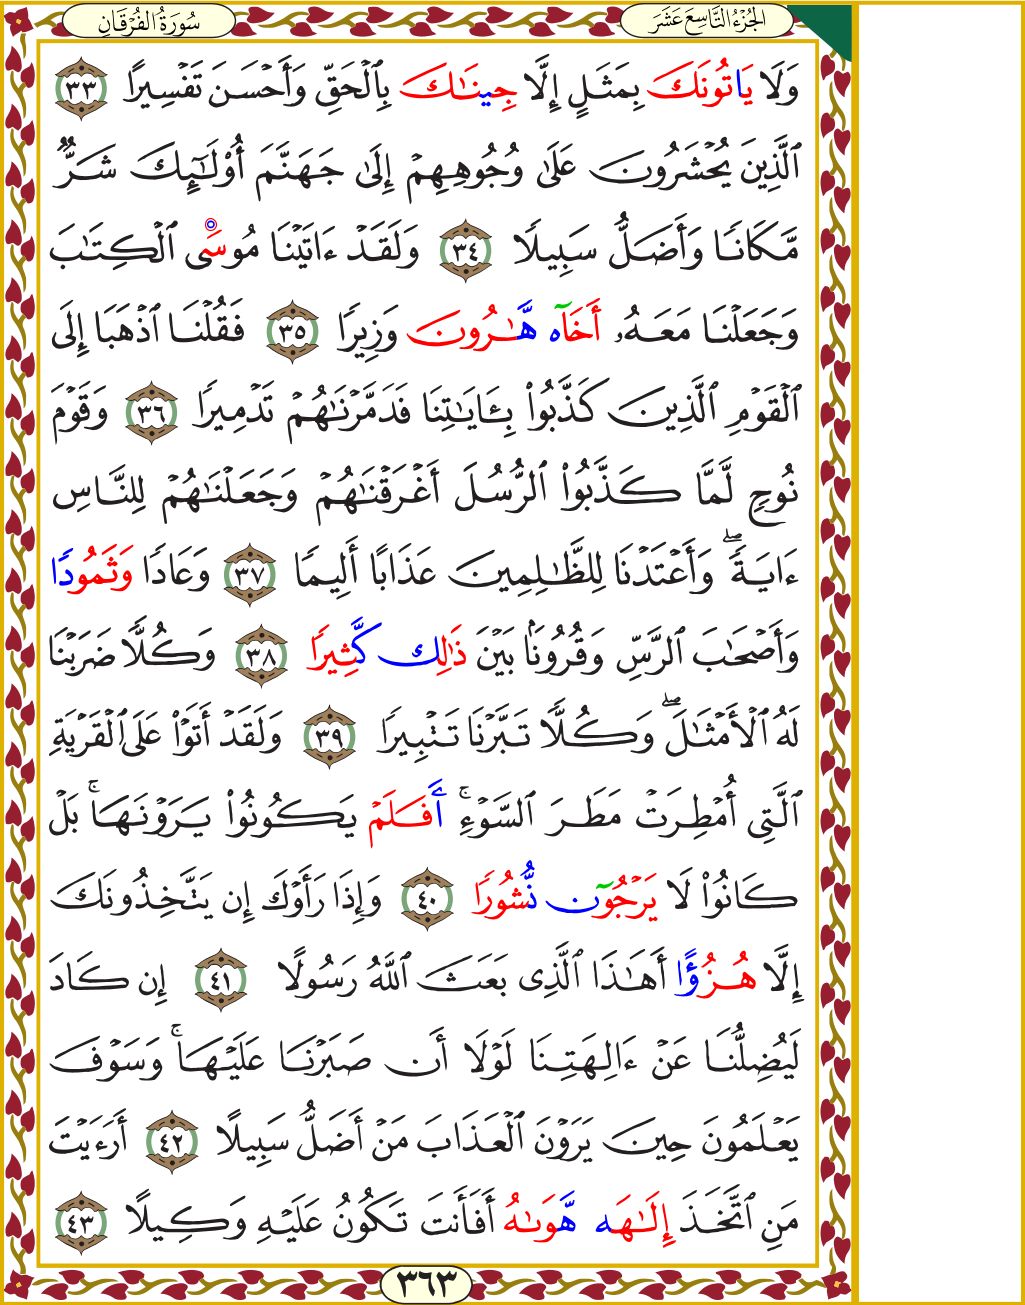 الجُزْءُ التَّاسِعَ عَشَرَ
سُورَةُ الفُرْقَانِ
وَلَا يَاتُونَكَ بِمَثَلٍ إِلَّا جِينَٰكَ بِالْحَقِّ وَأَحْسَنَ تَفْسِيرًا ٣٣
ٱلَّذِينَ يُحْشَرُونَ عَلَىٰ وُجُوهِهِمْ إِلَىٰ جَهَنَّمَ أُوْلَٰٓئِكَ شَرٌّ
مَّكَانًا وَأَضَلُّ سَبِيلًا ٣٤ وَلَقَدْ ءَاتَيْنَا مُوسَى ٱلْكِتَٰبَ
وَجَعَلْنَا مَعَهُۥ أَخَآه هَّٰرُونَ وَزِيرًا ٣٥ فَقُلْنَا ٱذْهَبَا إِلَى
ٱلْقَوْمِ ٱلَّذِينَ كَذَّبُواْ بِـَٔايَٰتِنَا فَدَمَّرْنَٰهُمْ تَدْمِيرًا ٣٦ وَقَوْمَ
نُوحٍ لَّمَّا كَذَّبُواْ ٱلرُّسُلَ أَغْرَقْنَٰهُمْ وَجَعَلْنَٰهُمْ لِلنَّاسِ
ءَايَةًۖ وَأَعْتَدْنَا لِلظَّٰلِمِينَ عَذَابًا أَلِيمًا ٣٧ وَعَادًا وَثَمُودًا
وَأَصْحَٰبَ ٱلرَّسِّ وَقُرُونًۢا بَيْنَ ذَٰلِك كَّثِيرًا ٣٨ وَكُلًّا ضَرَبْنَا
لَهُ ٱلْأَمْثَٰلَۖ وَكُلًّا تَبَّرْنَا تَتْبِيرًا ٣٩ وَلَقَدْ أَتَوْاْ عَلَى ٱلْقَرْيَةِ
ٱلَّتِى أُمْطِرَتْ مَطَرَ ٱلسَّوْءِۚ أَفَلَمْ يَكُونُواْ يَرَوْنَهَاۚ بَلْ
كَانُواْ لَا يَرْجُوٓن نُّشُورًا ٤٠ وَإِذَا رَأَوْكَ إِن يَتَّخِذُونَكَ
إِلَّا هُزُؤًا أَهَٰذَا ٱلَّذِى بَعَثَ ٱللَّهُ رَسُولًا ٤١ إِن كَادَ
لَيُضِلُّنَا عَنْ ءَالِهَتِنَا لَوْلَا أَن صَبَرْنَا عَلَيْهَاۚ وَسَوْفَ
يَعْلَمُونَ حِينَ يَرَوْنَ ٱلْعَذَابَ مَنْ أَضَلُّ سَبِيلًا ٤٢ أَرَءَيْتَ
مَنِ ٱتَّخَذَ إِلَٰهَه هَّوَىٰهُ أَفَأَنتَ تَكُونُ عَلَيْهِ وَكِيلًا ٤٣
٣٦٣